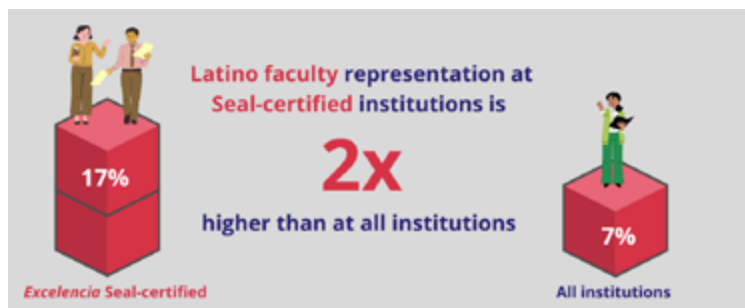 Latino faculty representation at
Seal-certified institutions is
2x
higher than at all institutions
17%
Excelencia Seal-certified
7%
All institutions